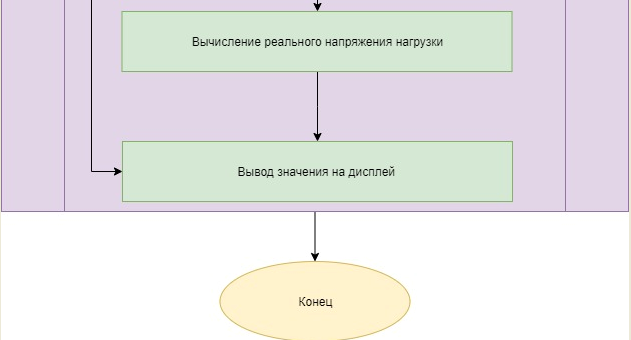 Вычисление реального напряжения нагрузки
Вывод значения на дисплей
Конец